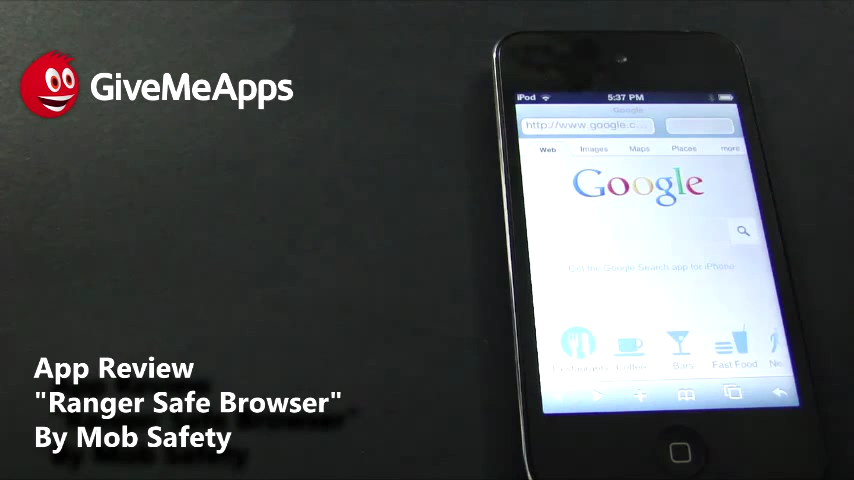 GiveMeApps
iPod 5:37 PM
Google
http://www.google.c...
Web Images Maps Places more
Google
Get the Google Search app for iPhone
Restaurants Coffee Bars Fast Food
App Review
"Ranger Safe Browser"
By Mob Safety